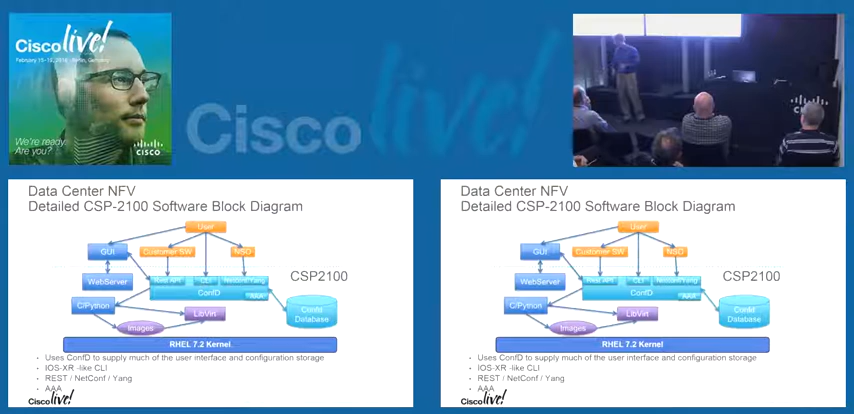 Cisco live!
February 15-19, 2016 · Berlin, Germany
We're ready.
Are you?
CISCO
Cisco live!
CISCO
Data Center NFV
Detailed CSP-2100 Software Block Diagram
User
GUI
Customer SW
NSO
CSP2100
WebServer
Rest API
CLI
Netconf/Yang
ConfD
AAA
C/Python
LibVirt
Confd
Database
Images
RHEL 7.2 Kernel
· Uses ConfD to supply much of the user interface and configuration storage
· IOS-XR -like CLI
· REST / NetConf / Yang
· AAA
Cisco live!
Data Center NFV
Detailed CSP-2100 Software Block Diagram
User
GUI
Customer SW
NSO
CSP2100
WebServer
Rest API
CLI
Netconf/Yang
ConfD
AAA
C/Python
LibVirt
Confd
Database
Images
RHEL 7.2 Kernel
· Uses ConfD to supply much of the user interface and configuration storage
· IOS-XR -like CLI
· REST / NetConf / Yang
· AAA
Cisco live!